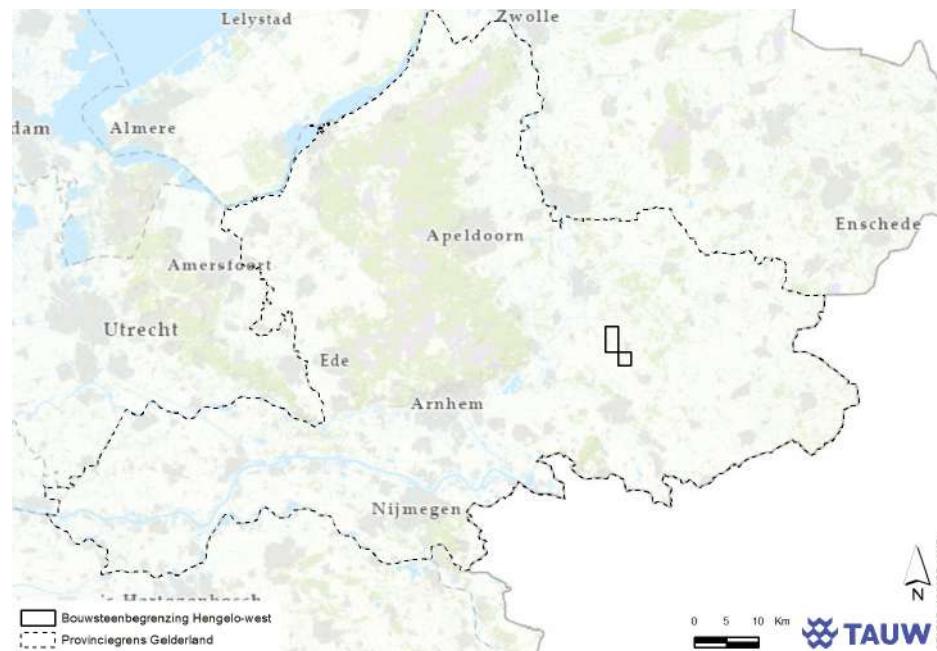 Lelystad
Zwolle
dam
Almere
Enschede
Apeldoorn
Amersfoort
Utrecht
Ede
Arnhem
Nijmegen
's Hertogenbosch
Bouwsteenbegrenzing Hengelo-west
Provinciegrens Gelderland
0 5 10 Km
N
TAUW